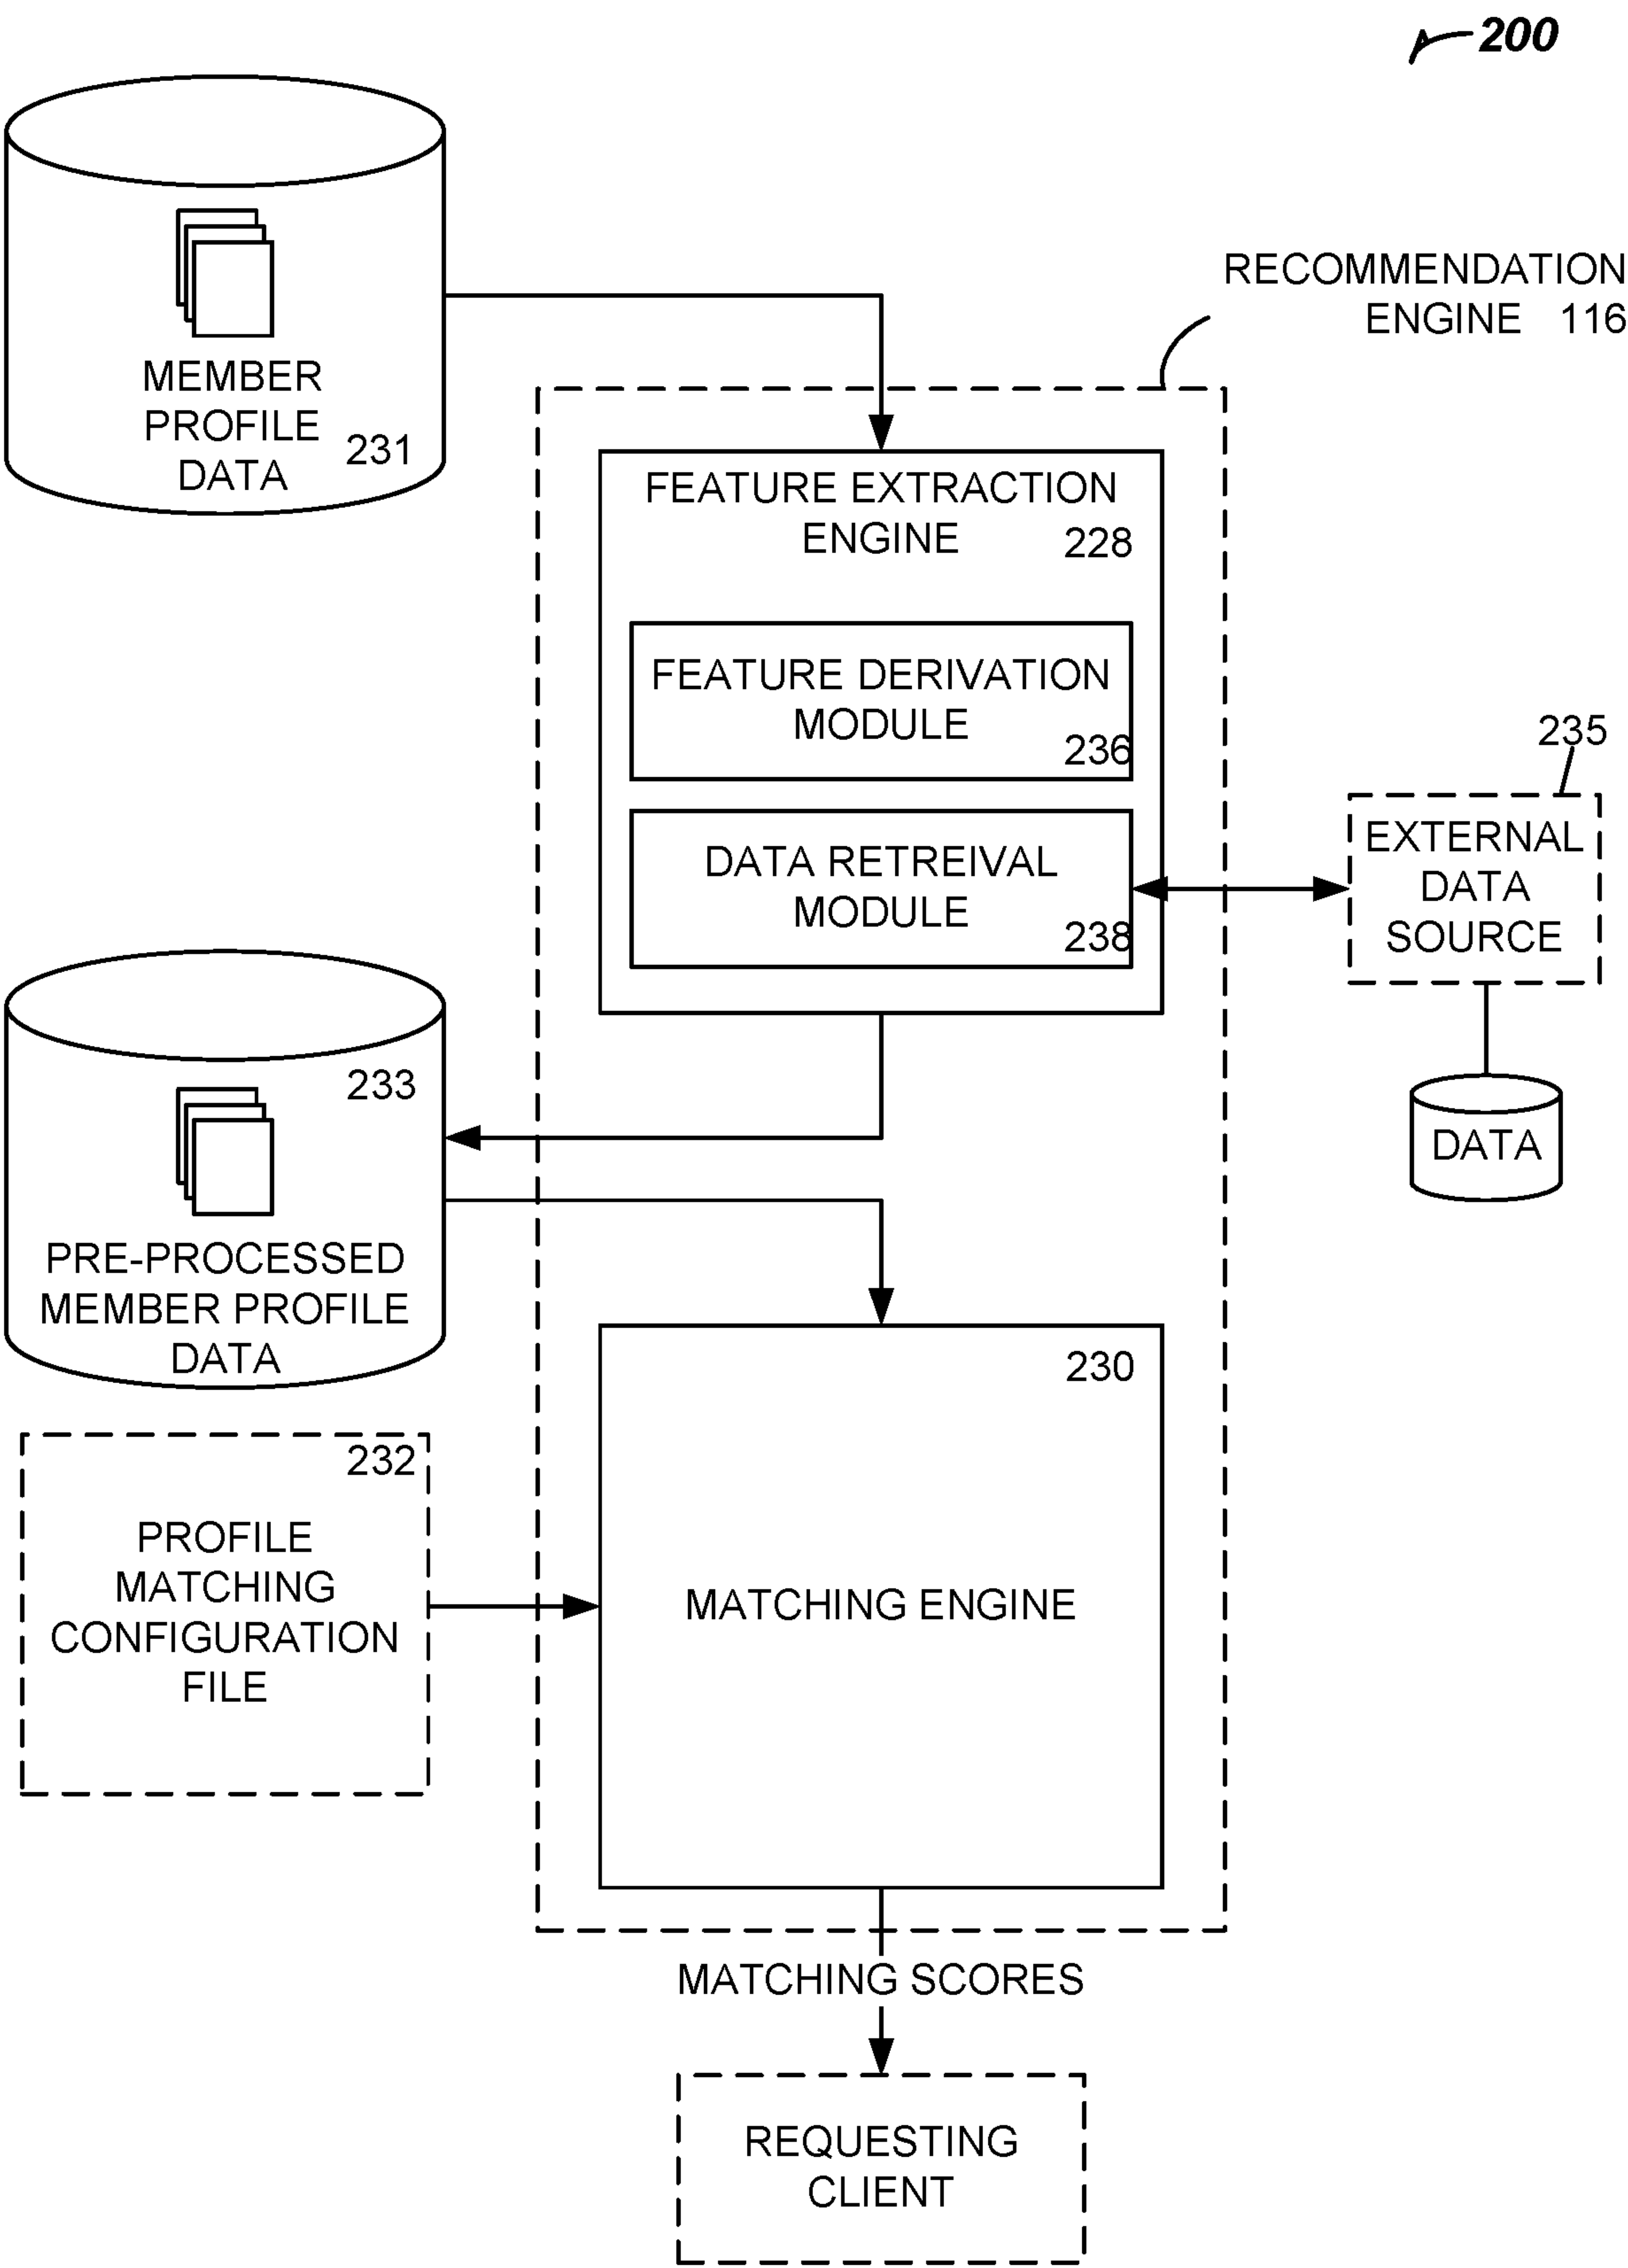 200
RECOMMENDATION
ENGINE 116
MEMBER
PROFILE
DATA
231
FEATURE EXTRACTION
ENGINE
228
FEATURE DERIVATION
MODULE
236
DATA RETREIVAL
MODULE
238
235
EXTERNAL
DATA
SOURCE
DATA
233
PRE-PROCESSED
MEMBER PROFILE
DATA
230
MATCHING ENGINE
232
PROFILE
MATCHING
CONFIGURATION
FILE
MATCHING SCORES
REQUESTING
CLIENT